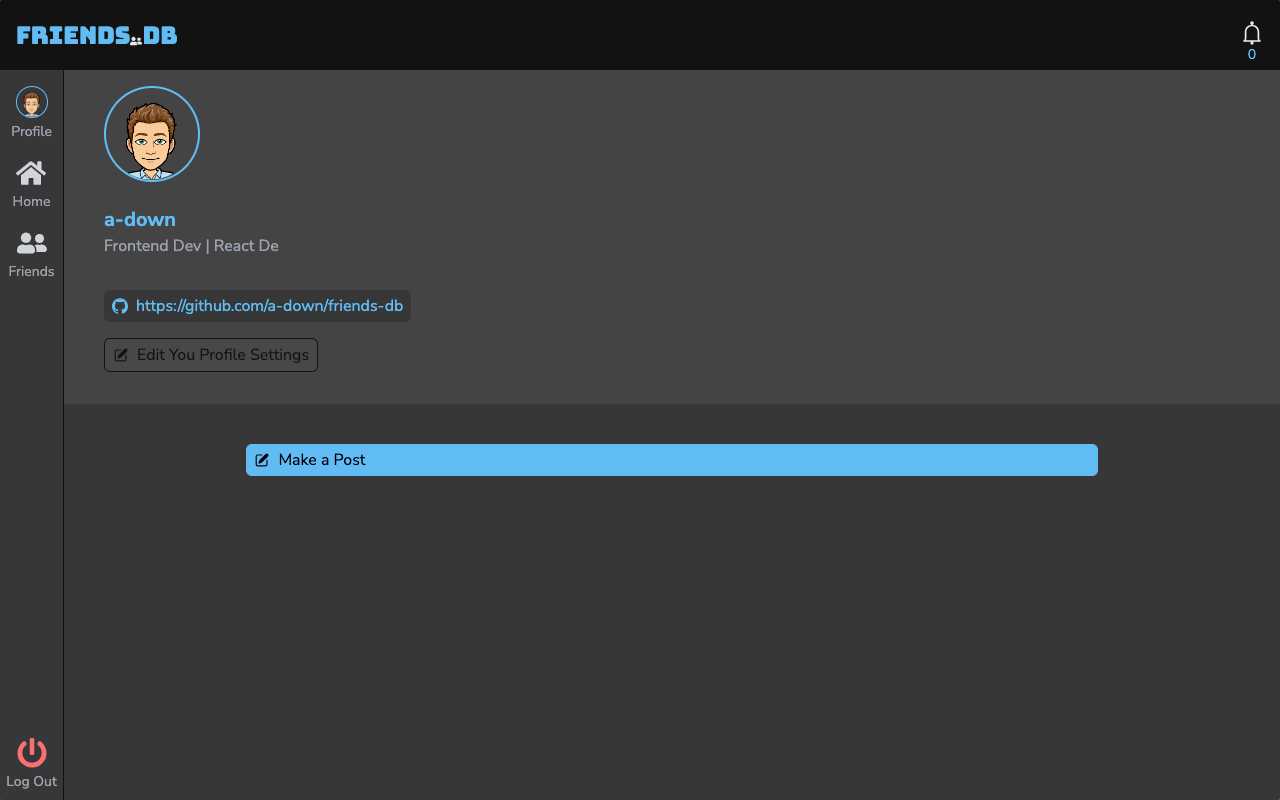 FRIENDS.DB
0
Profile
Home
Friends
a-down
Frontend Dev | React De
https://github.com/a-down/friends-db
Edit You Profile Settings
Make a Post
Log Out